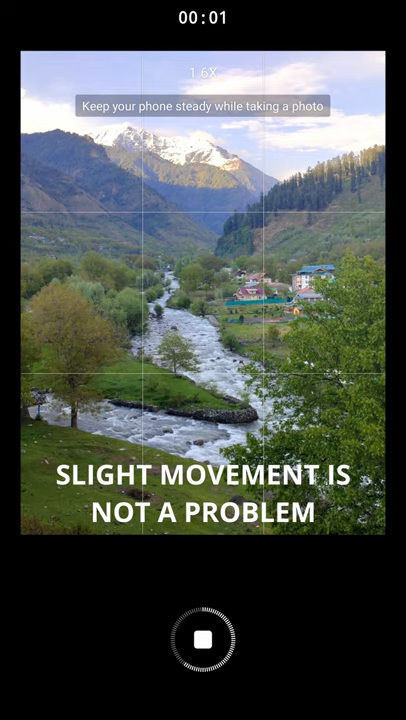 00:01
1.6X
Keep your phone steady while taking a photo
SLIGHT MOVEMENT IS
NOT A PROBLEM